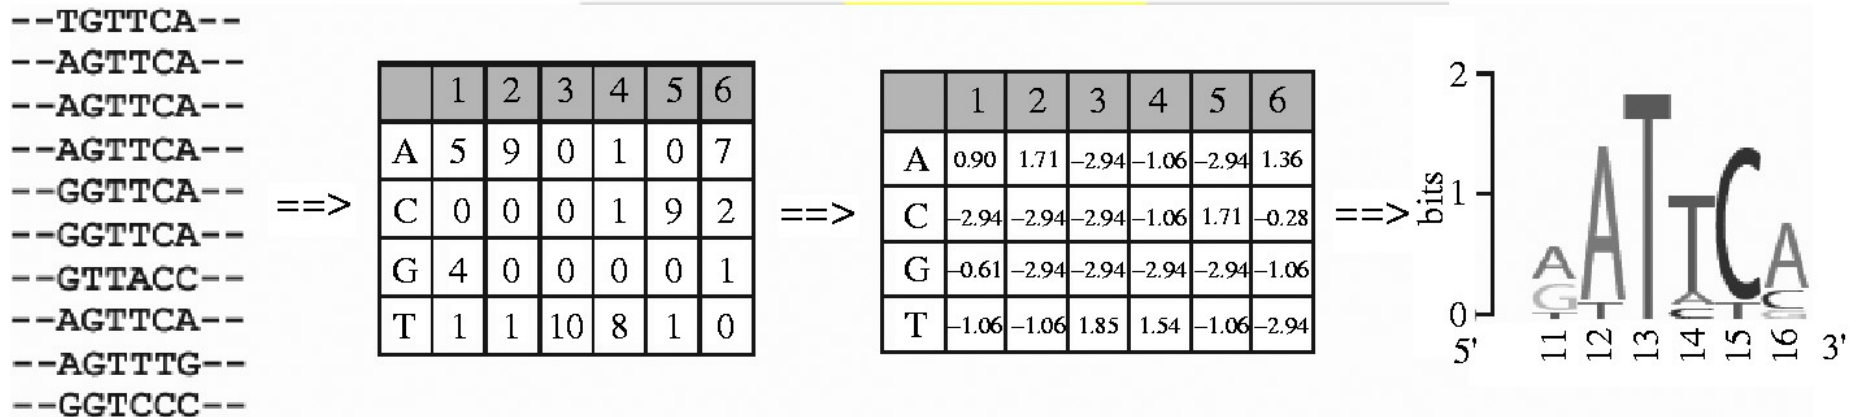 --TGTTCA--
--AGTTCA--
--AGTTCA--
--AGTTCA--
--GGTTCA--
--GGTTCA--
--GTTACC--
--AGTTCA--
--AGTTTG--
--GGTCCC--
==>
1 2 3 4 5 6
A 5 9 0 1 0 7
C 0 0 0 1 9 2
G 4 0 0 0 0 1
T 1 1 10 8 1 0
==>
1 2 3 4 5 6
A 0.90 1.71 –2.94 –1.06 –2.94 1.36
C –2.94 –2.94 –2.94 –1.06 1.71 –0.28
G –0.61 –2.94 –2.94 –2.94 –2.94 –1.06
T –1.06 –1.06 1.85 1.54 –1.06 –2.94
==>
bits
2
1
0
A A T T C A
G T A T C
T C G
5' 11 12 13 14 15 16 3'